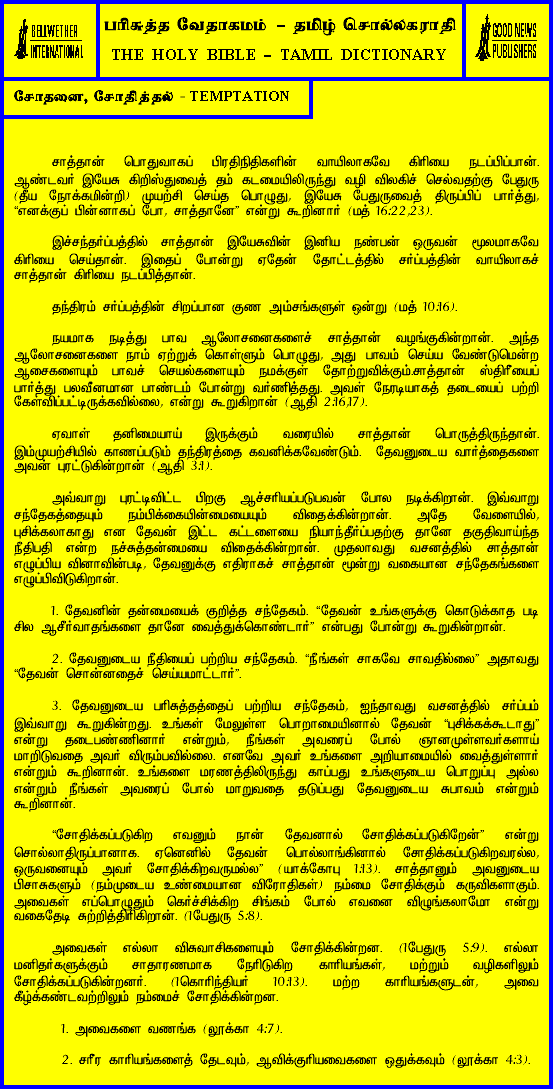 BELLWETHER
INTERNATIONAL
பரிசுத்த வேதாகமம் – தமிழ் சொல்லகராதி
THE HOLY BIBLE – TAMIL DICTIONARY
GOOD NEWS
PUBLISHERS
சோதனை, சோதித்தல் - TEMPTATION
சாத்தான் பொதுவாகப் பிரதிநிதிகளின் வாயிலாகவே கிரியை நடப்பிப்பான்.
ஆண்டவர் இயேசு கிறிஸ்துவைத் தம் கடமையிலிருந்து வழி விலகிச் செல்வதற்கு பேதுரு
(தீய நோக்கமின்றி) முயற்சி செய்த பொழுது, இயேசு பேதுருவைத் திருப்பிப் பார்த்து,
“எனக்குப் பின்னாகப் போ, சாத்தானே” என்று கூறினார் (மத் 16:22,23).
இச்சந்தர்ப்பத்தில் சாத்தான் இயேசுவின் இனிய நண்பன் ஒருவன் மூலமாகவே
கிரியை செய்தான். இதைப் போன்று ஏதேன் தோட்டத்தில் சர்ப்பத்தின் வாயிலாகச்
சாத்தான் கிரியை நடப்பித்தான்.
தந்திரம் சர்ப்பத்தின் சிறப்பான குண அம்சங்களுள் ஒன்று (மத் 10:16).
நயமாக நடித்து பாவ ஆலோசனைகளைச் சாத்தான் வழங்குகின்றான். அந்த
ஆலோசனைகளை நாம் ஏற்றுக் கொள்ளும் பொழுது, அது பாவம் செய்ய வேண்டுமென்ற
ஆசைகளையும் பாவச் செயல்களையும் நமக்குள் தோற்றுவிக்கும்.சாத்தான் ஸ்திரீயைப்
பார்த்து பலவீனமான பாண்டம் போன்று வர்ணித்தது. அவள் நேரடியாகத் தடையைப் பற்றி
கேள்விப்பட்டிருக்கவில்லை, என்று கூறுகிறான் (ஆதி 2:16,17).
ஏவாள் தனிமையாய் இருக்கும் வரையில் சாத்தான் பொருத்திருந்தான்.
இம்முயற்சியில் காணப்படும் தந்திரத்தை கவனிக்கவேண்டும். தேவனுடைய வார்த்தைகளை
அவன் புரட்டுகின்றான் (ஆதி 3:1).
அவ்வாறு புரட்டிவிட்ட பிறகு ஆச்சரியப்படுபவன் போல நடிக்கிறான். இவ்வாறு
சந்தேகத்தையும் நம்பிக்கையின்மையையும் விதைக்கின்றான். அதே வேளையில்,
புசிக்கலாகாது என தேவன் இட்ட கட்டளையை நியாந்தீர்ப்பதற்கு தானே தகுதிவாய்ந்த
நீதிபதி என்ற நச்சுத்தன்மையை விதைக்கின்றான். முதலாவது வசனத்தில் சாத்தான்
எழுப்பிய வினாவின்படி, தேவனுக்கு எதிராகச் சாத்தான் மூன்று வகையான சந்தேகங்களை
எழுப்பிவிடுகிறான்.
1. தேவனின் தன்மையைக் குறித்த சந்தேகம். “தேவன் உங்களுக்கு கொடுக்காத படி
சில ஆசீர்வாதங்களை தானே வைத்துக்கொண்டார்” என்பது போன்று கூறுகின்றான்.
2. தேவனுடைய நீதியைப் பற்றிய சந்தேகம். “நீங்கள் சாகவே சாவதில்லை” அதாவது
“தேவன் சொன்னதைச் செய்யமாட்டார்”.
3. தேவனுடைய பரிசுத்தத்தைப் பற்றிய சந்தேகம், ஐந்தாவது வசனத்தில் சர்ப்பம்
இவ்வாறு கூறுகின்றது. உங்கள் மேலுள்ள பொறாமையினால் தேவன் “புசிக்கக்கூடாது”
என்று தடைபண்ணினார் என்றும், நீங்கள் அவரைப் போல் ஞானமுள்ளவர்களாய்
மாறிடுவதை அவர் விரும்பவில்லை. எனவே அவர் உங்களை அறியாமையில் வைத்துள்ளார்
என்றும் கூறினான். உங்களை மரணத்திலிருந்து காப்பது உங்களுடைய பொறுப்பு அல்ல
என்றும் நீங்கள் அவரைப் போல் மாறுவதை தடுப்பது தேவனுடைய சுபாவம் என்றும்
கூறினான்.
“சோதிக்கப்படுகிற எவனும் நான் தேவனால் சோதிக்கப்படுகிறேன்” என்று
சொல்லாதிருப்பானாக. ஏனெனில் தேவன் பொல்லாங்கினால் சோதிக்கப்படுகிறவரல்ல,
ஒருவனையும் அவர் சோதிக்கிறவருமல்ல” (யாக்கோபு 1:13). சாத்தானும் அவனுடைய
பிசாசுகளும் (நம்முடைய உண்மையான விரோதிகள்) நம்மை சோதிக்கும் கருவிகளாகும்.
அவைகள் எப்பொழுதும் கெர்ச்சிக்கிற சிங்கம் போல் எவனை விழுங்கலாமோ என்று
வகைதேடி சுற்றித்திரிகிறான். (1பேதுரு 5:8).
அவைகள் எல்லா விசுவாசிகளையும் சோதிக்கின்றன. (1பேதுரு 5:9). எல்லா
மனிதர்களுக்கும் சாதாரணமாக நேரிடுகிற காரியங்கள், மற்றும் வழிகளிலும்
சோதிக்கப்படுகின்றனர். (1கொரிந்தியர் 10:13). மற்ற காரியங்களுடன், அவை
கீழ்க்கண்டவற்றிலும் நம்மைச் சோதிக்கின்றன.
1. அவைகளை வணங்க (லூக்கா 4:7).
2. சரீர காரியங்களைத் தேடவும், ஆவிக்குரியவைகளை ஒதுக்கவும் (லூக்கா 4:3).